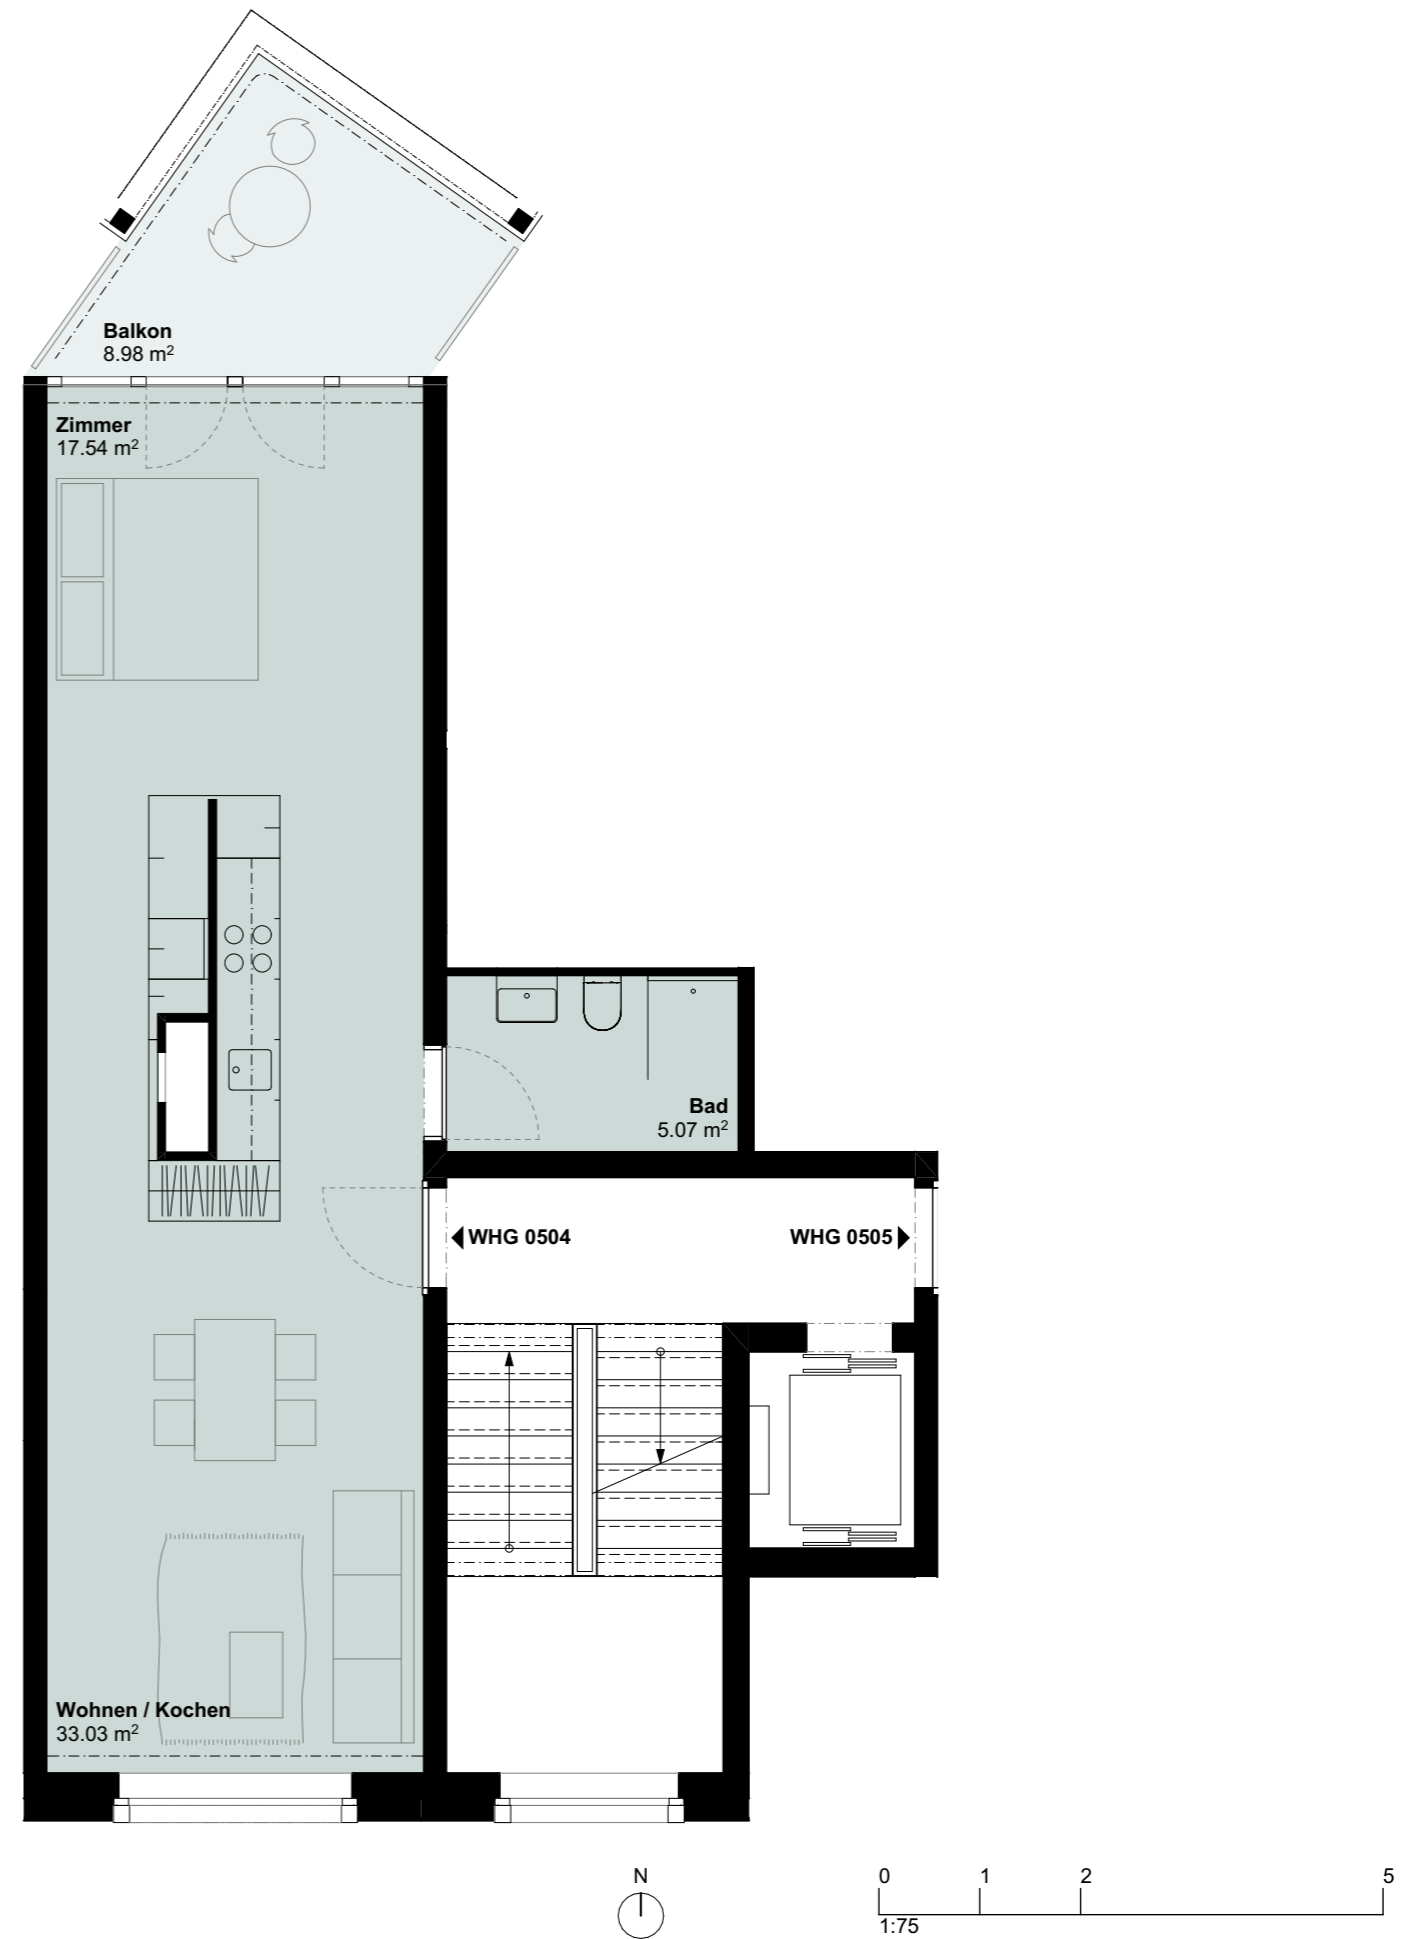 Balkon
8.98 m²
Zimmer
17.54 m²
Bad
5.07 m²
WHG 0504
WHG 0505
Wohnen / Kochen
33.03 m²
N
0 1 2 5
1:75